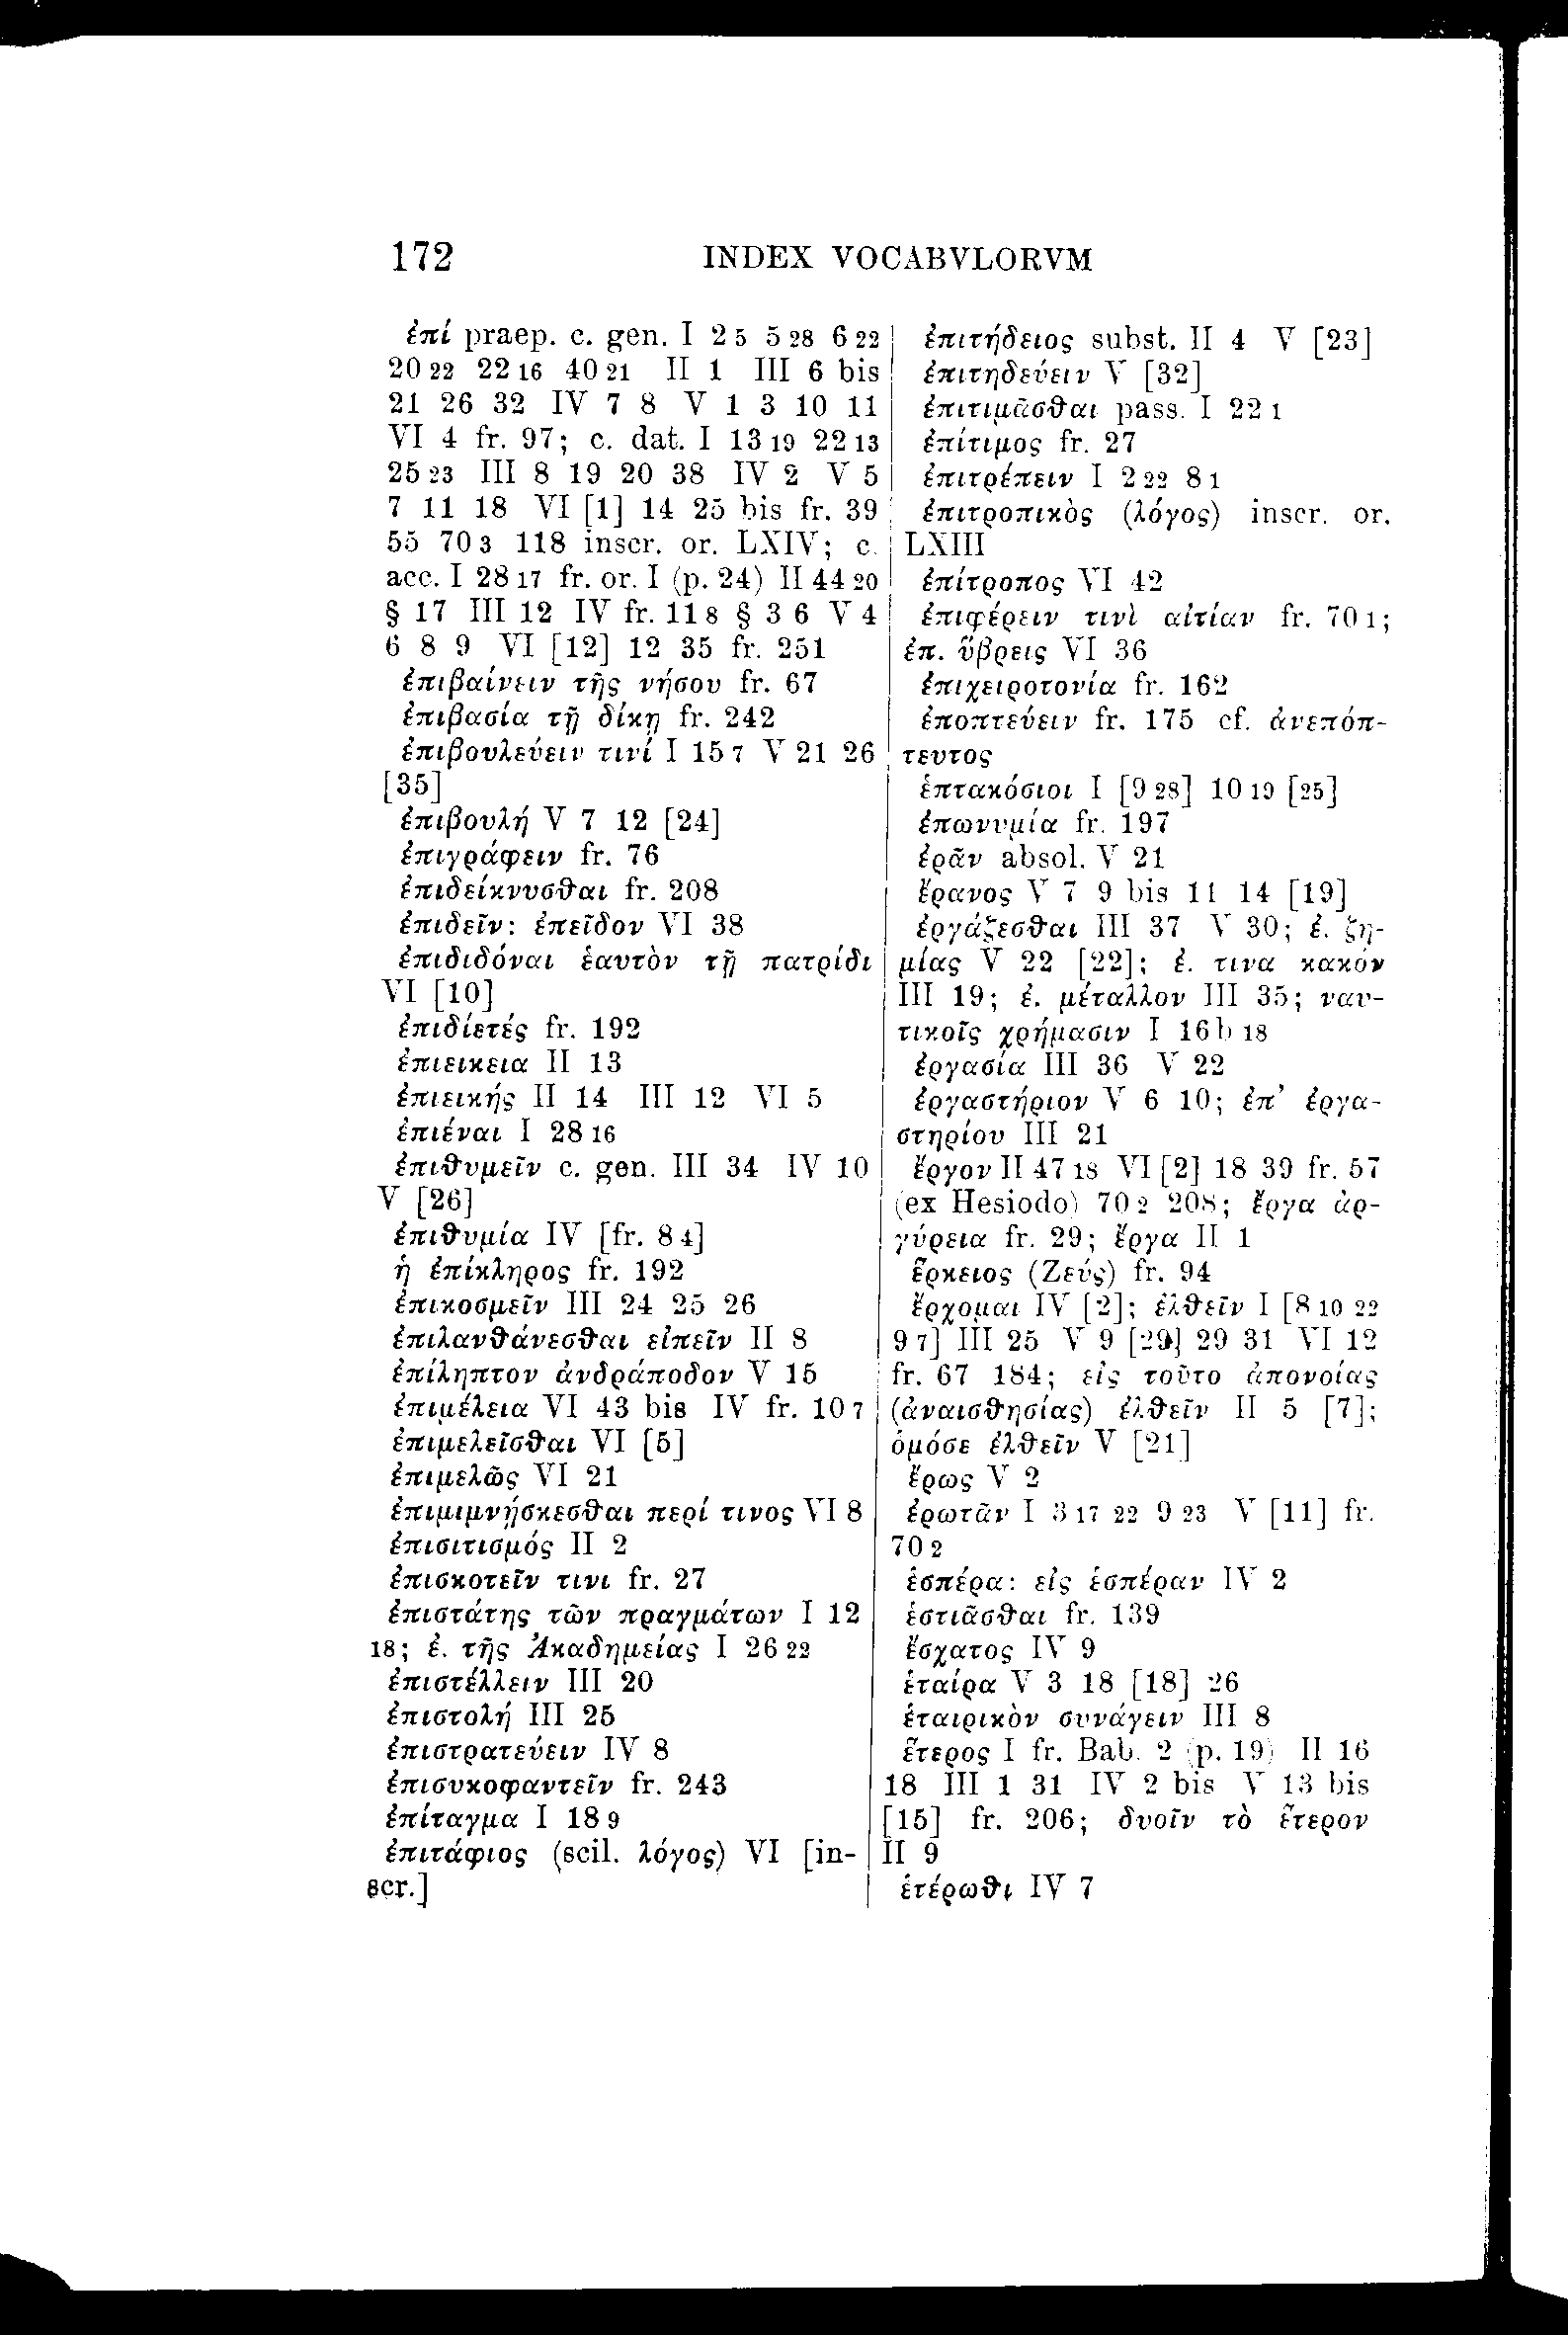 172 INDEX VOCABVLORVM
ἐπί praep. c. gen. I 2 5 5 28 6 22
20 22 22 16 40 21 II 1 III 6 bis
21 26 32 IV 7 8 V 1 3 10 11
VI 4 fr. 97; c. dat. I 13 19 22 13
25 23 III 8 19 20 38 IV 2 V 5
7 11 18 VI [1] 14 25 bis fr. 39
55 70 3 118 inscr. or. LXIV; c.
acc. I 28 17 fr. or. I (p. 24) II 44 20
§ 17 III 12 IV fr. 11 8 § 3 6 V 4
6 8 9 VI [12] 12 35 fr. 251
ἐπιβαίνειν τῆς νήσου fr. 67
ἐπιβασία τῇ δίκῃ fr. 242
ἐπιβουλεύειν τινί I 15 7 V 21 26
[35]
ἐπιβουλή V 7 12 [24]
ἐπιγράφειν fr. 76
ἐπιδείκνυσθαι fr. 208
ἐπιδεῖν: ἐπεῖδον VI 38
ἐπιδιδόναι ἑαυτὸν τῇ πατρίδι
VI [10]
ἐπιδίετές fr. 192
ἐπιείκεια II 13
ἐπιεικής II 14 III 12 VI 5
ἐπιέναι I 28 16
ἐπιθυμεῖν c. gen. III 34 IV 10
V [26]
ἐπιθυμία IV [fr. 8 4]
ἡ ἐπίκληρος fr. 192
ἐπικοσμεῖν III 24 25 26
ἐπιλανθάνεσθαι εἰπεῖν II 8
ἐπίληπτον ἀνδράποδον V 15
ἐπιμέλεια VI 43 bis IV fr. 10 7
ἐπιμελεῖσθαι VI [5]
ἐπιμελῶς VI 21
ἐπιμιμνήσκεσθαι περί τινος VI 8
ἐπισιτισμός II 2
ἐπισκοτεῖν τινι fr. 27
ἐπιστάτης τῶν πραγμάτων I 12
18; ἐ. τῆς Ἀκαδημείας I 26 22
ἐπιστέλλειν III 20
ἐπιστολή III 25
ἐπιστρατεύειν IV 8
ἐπισυκοφαντεῖν fr. 243
ἐπίταγμα I 18 9
ἐπιτάφιος (scil. λόγος) VI [in-
scr.]
ἐπιτήδειος subst. II 4 V [23]
ἐπιτηδεύειν V [32]
ἐπιτιμᾶσθαι pass. I 22 1
ἐπίτιμος fr. 27
ἐπιτρέπειν I 2 22 8 1
ἐπιτροπικὸς (λόγος) inscr. or.
LXIII
ἐπίτροπος VI 42
ἐπιφέρειν τινὶ αἰτίαν fr. 70 1;
ἐπ. ὕβρεις VI 36
ἐπιχειροτονία fr. 162
ἐποπτεύειν fr. 175 cf. ἀνεπόπ-
τευτος
ἑπτακόσιοι I [9 28] 10 19 [25]
ἐπωνυμία fr. 197
ἐρᾶν absol. V 21
ἔρανος V 7 9 bis 11 14 [19]
ἐργάζεσθαι III 37 V 30; ἐ. ζη-
μίας V 22 [22]; ἐ. τινα κακόν
III 19; ἐ. μέταλλον III 35; ναυ-
τικοῖς χρήμασιν I 16 b 18
ἐργασία III 36 V 22
ἐργαστήριον V 6 10; ἐπ' ἐργα-
στηρίου III 21
ἔργον II 47 18 VI [2] 18 39 fr. 57
(ex Hesiodo) 70 2 208; ἔργα ἀρ-
γύρεια fr. 29; ἔργα II 1
ἕρκειος (Ζεύς) fr. 94
ἔρχομαι IV [2]; ἐλθεῖν I [8 10 22
9 7] III 25 V 9 [29] 29 31 VI 12
fr. 67 184; εἰς τοῦτο ἀπονοίας
(ἀναισθησίας) ἐλθεῖν II 5 [7];
ὁμόσε ἐλθεῖν V [21]
ἔρως V 2
ἐρωτᾶν I 3 17 22 9 23 V [11] fr.
70 2
ἑσπέρα: εἰς ἑσπέραν IV 2
ἑστιᾶσθαι fr. 139
ἔσχατος IV 9
ἑταίρα V 3 18 [18] 26
ἑταιρικὸν συνάγειν III 8
ἕτερος I fr. Bab. 2 (p. 19) II 16
18 III 1 31 IV 2 bis V 13 bis
[15] fr. 206; δυοῖν τὸ ἕτερον
II 9
ἑτέρωθι IV 7